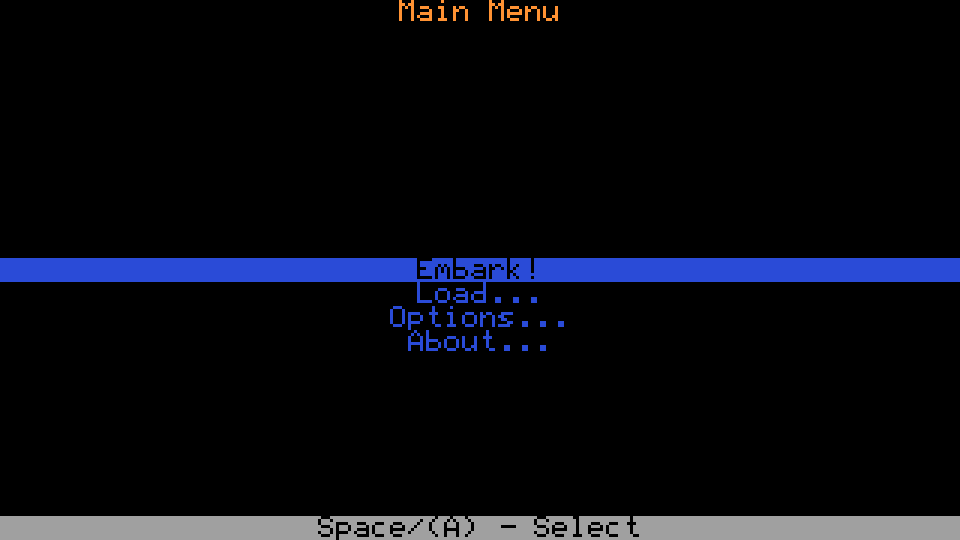 Main Menu
Embark!
Load...
Options...
About...
Space/(A) - Select